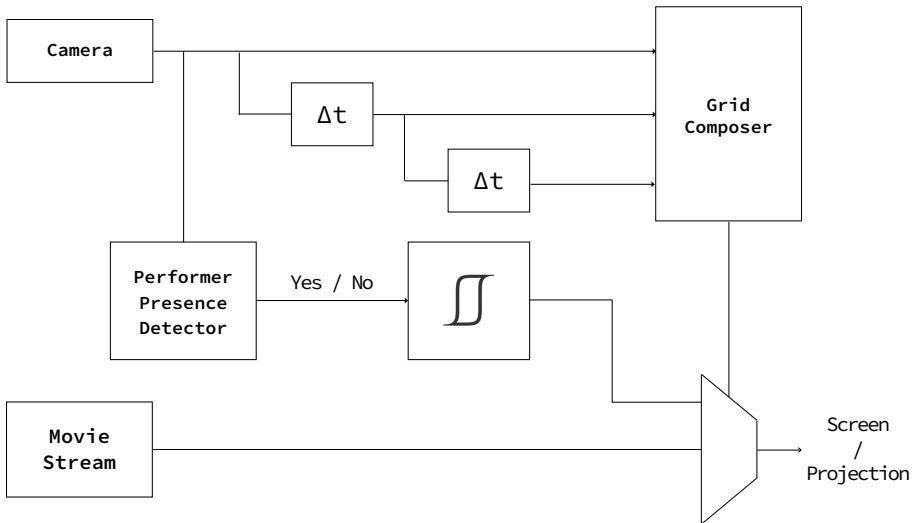 Camera
Δt
Grid
Composer
Δt
Performer
Presence
Detector
Yes / No
Movie
Stream
Screen
/
Projection